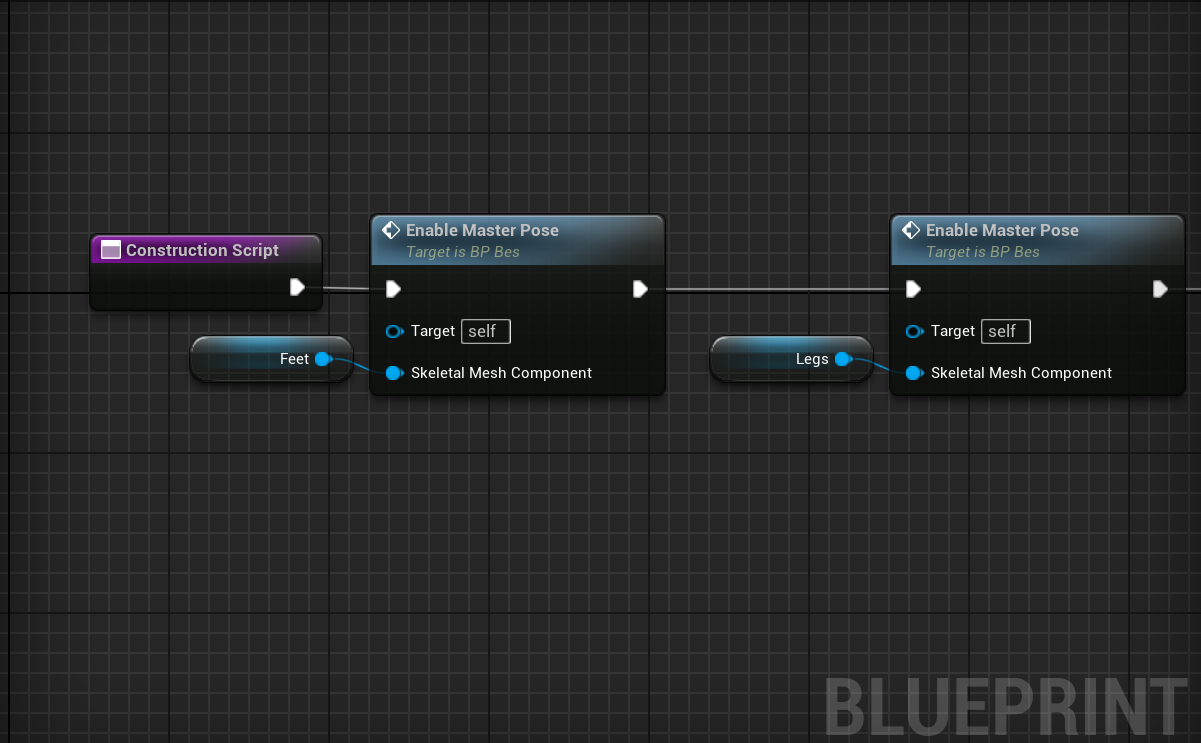 Construction Script
Enable Master Pose
Target is BP Bes
Target self
Feet
Skeletal Mesh Component
Enable Master Pose
Target is BP Bes
Target self
Legs
Skeletal Mesh Component
BLUEPRINT